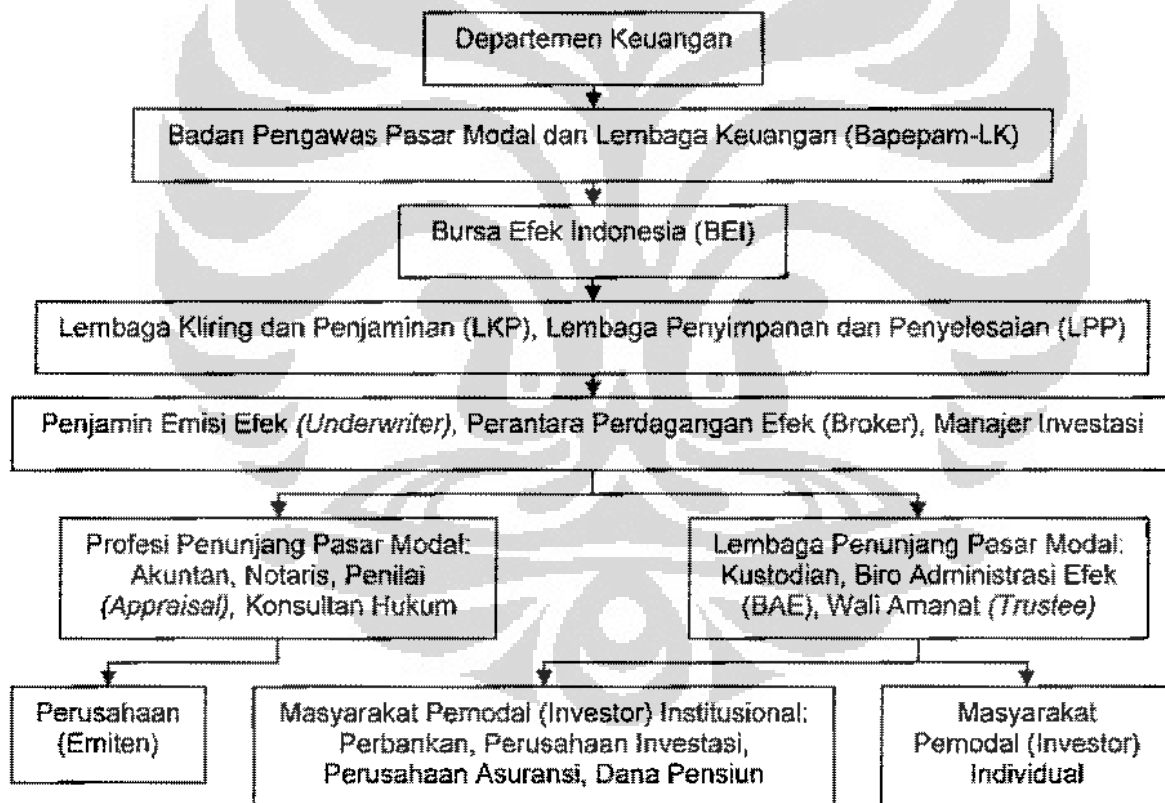 Departemen Keuangan
Badan Pengawas Pasar Modal dan Lembaga Keuangan (Bapepam-LK)
Bursa Efek Indonesia (BEI)
Lembaga Kliring dan Penjaminan (LKP), Lembaga Penyimpanan dan Penyelesaian (LPP)
Penjamin Emisi Efek (Underwriter), Perantara Perdagangan Efek (Broker), Manajer Investasi
Profesi Penunjang Pasar Modal:
Akuntan, Notaris, Penilai
(Appraisal), Konsultan Hukum
Lembaga Penunjang Pasar Modal:
Kustodian, Biro Administrasi Efek
(BAE), Wali Amanat (Trustee)
Perusahaan
(Emiten)
Masyarakat Pemodal (Investor) Institusional:
Perbankan, Perusahaan Investasi,
Perusahaan Asuransi, Dana Pensiun
Masyarakat
Pemodal (Investor)
Individual